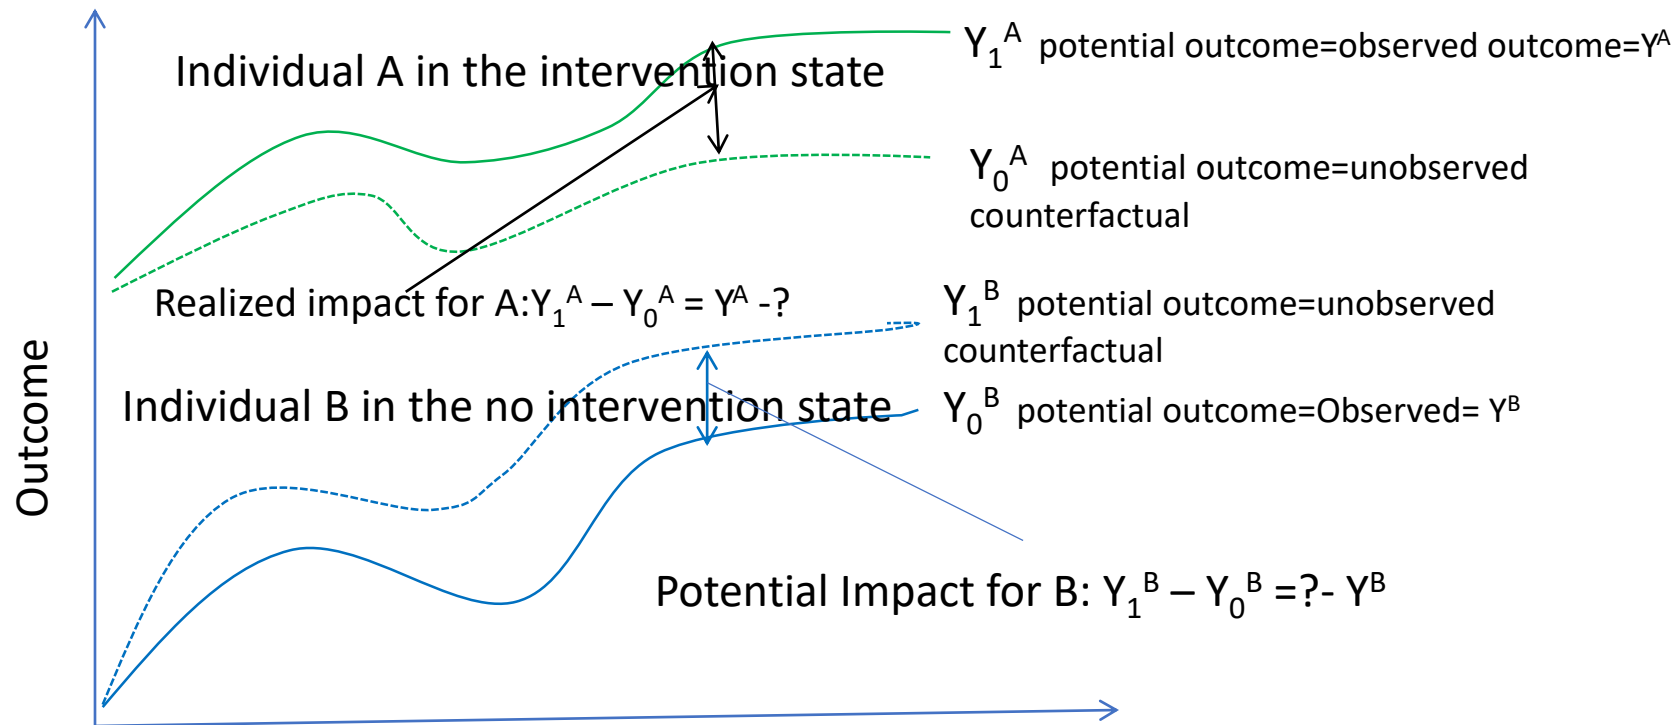 Y₁ᴬ potential outcome=observed outcome=Yᴬ
Individual A in the intervention state
Y₀ᴬ potential outcome=unobserved
counterfactual
Realized impact for A:Y₁ᴬ – Y₀ᴬ = Yᴬ -?
Y₁ᴮ potential outcome=unobserved
counterfactual
Individual B in the no intervention state
Y₀ᴮ potential outcome=Observed= Yᴮ
Outcome
Potential Impact for B: Y₁ᴮ – Y₀ᴮ =?- Yᴮ